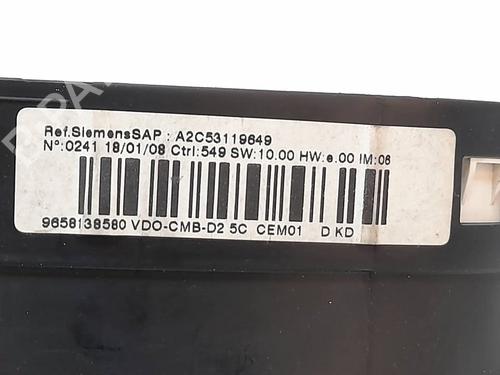 Ref.SiemensSAP : A2C53119649
Nº:0241 18/01/08 Ctrl:549 SW:10.00 HW:e.00 IM:06
9658138580 VDO-CMB-D2 5C CEM01 D KD